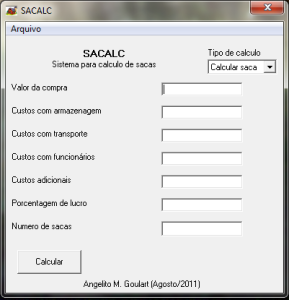 SACALC
Arquivo
SACALC
Sistema para calculo de sacas
Tipo de calculo
Calcular saca
Valor da compra
Custos com armazenagem
Custos com transporte
Custos com funcionários
Custos adicionais
Porcentagem de lucro
Numero de sacas
Calcular
Angelito M. Goulart (Agosto/2011)